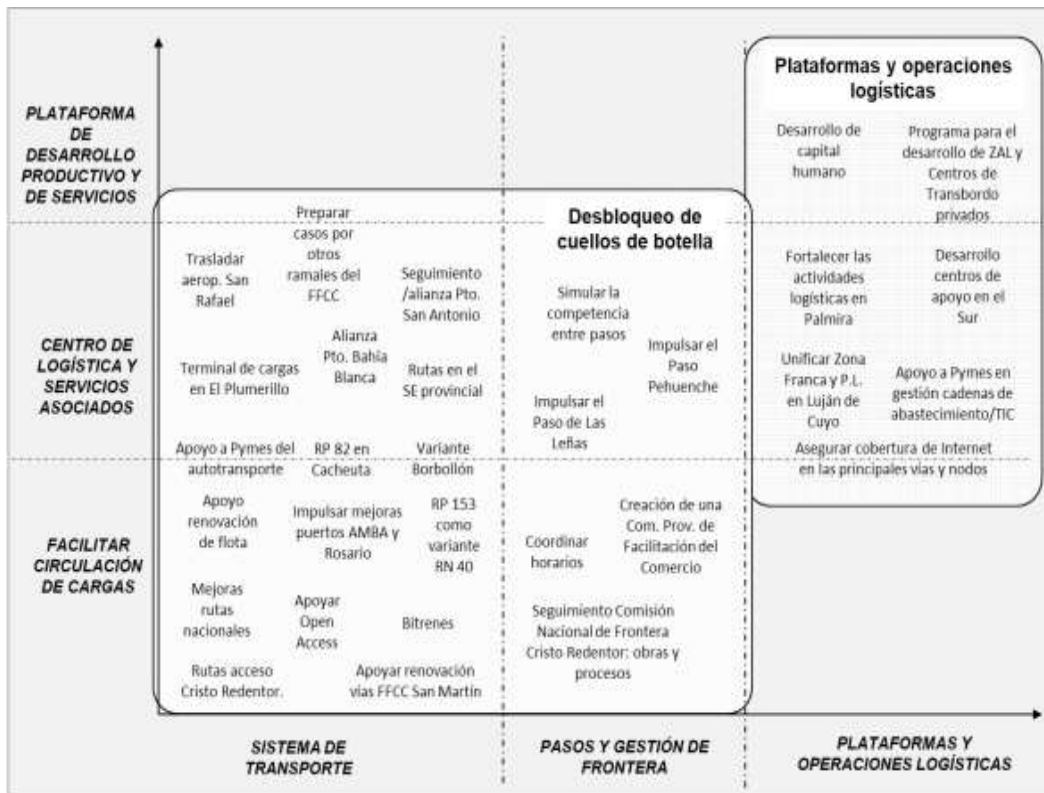 PLATAFORMA
DE
DESARROLLO
PRODUCTIVO Y
DE SERVICIOS
CENTRO DE
LOGÍSTICA Y
SERVICIOS
ASOCIADOS
FACILITAR
CIRCULACIÓN
DE CARGAS
Preparar
casos por
otros
ramales del
FFCC
Trasladar
aerop. San
Rafael
Seguimiento
/alianza Pto.
San Antonio
Alianza
Pto. Bahía
Blanca
Terminal de cargas
en El Plumerillo
Rutas en el
SE provincial
Apoyo a Pymes del
autotransporte
RP 82 en
Cacheuta
Variante
Borbollón
Apoyo
renovación
de flota
Impulsar mejoras
puertos AMBA y
Rosario
RP 153
como
variante
RN 40
Mejoras
rutas
nacionales
Apoyar
Open
Access
Bitrenes
Rutas acceso
Cristo Redentor.
Apoyar renovación
vías FFCC San Martín
Desbloqueo de
cuellos de botella
Simular la
competencia
entre pasos
Impulsar el
Paso
Pehuenche
Impulsar el
Paso de Las
Leñas
Coordinar
horarios
Creación de una
Com. Prov. de
Facilitación del
Comercio
Seguimiento Comisión
Nacional de Frontera
Cristo Redentor: obras y
procesos
Plataformas y operaciones
logísticas
Desarrollo de
capital
humano
Programa para el
desarrollo de ZAL y
Centros de
Transbordo
privados
Fortalecer las
actividades
logísticas en
Palmira
Desarrollo
centros de
apoyo en el
Sur
Unificar Zona
Franca y P.L.
en Luján de
Cuyo
Apoyo a Pymes en
gestión cadenas de
abastecimiento/TIC
Asegurar cobertura de Internet
en las principales vías y nodos
SISTEMA DE
TRANSPORTE
PASOS Y GESTIÓN DE
FRONTERA
PLATAFORMAS Y
OPERACIONES LOGÍSTICAS